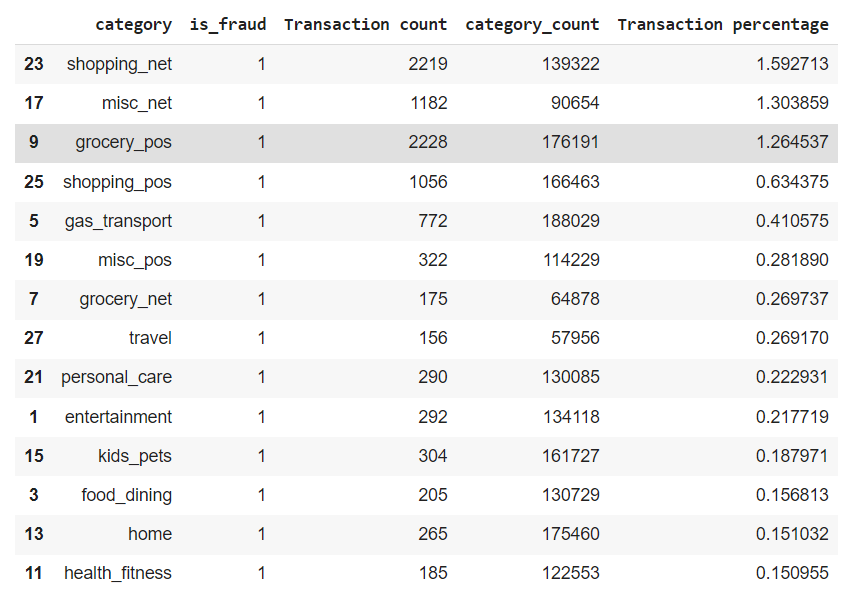 category is_fraud Transaction count category_count Transaction percentage
23 shopping_net 1 2219 139322 1.592713
17 misc_net 1 1182 90654 1.303859
9 grocery_pos 1 2228 176191 1.264537
25 shopping_pos 1 1056 166463 0.634375
5 gas_transport 1 772 188029 0.410575
19 misc_pos 1 322 114229 0.281890
7 grocery_net 1 175 64878 0.269737
27 travel 1 156 57956 0.269170
21 personal_care 1 290 130085 0.222931
1 entertainment 1 292 134118 0.217719
15 kids_pets 1 304 161727 0.187971
3 food_dining 1 205 130729 0.156813
13 home 1 265 175460 0.151032
11 health_fitness 1 185 122553 0.150955